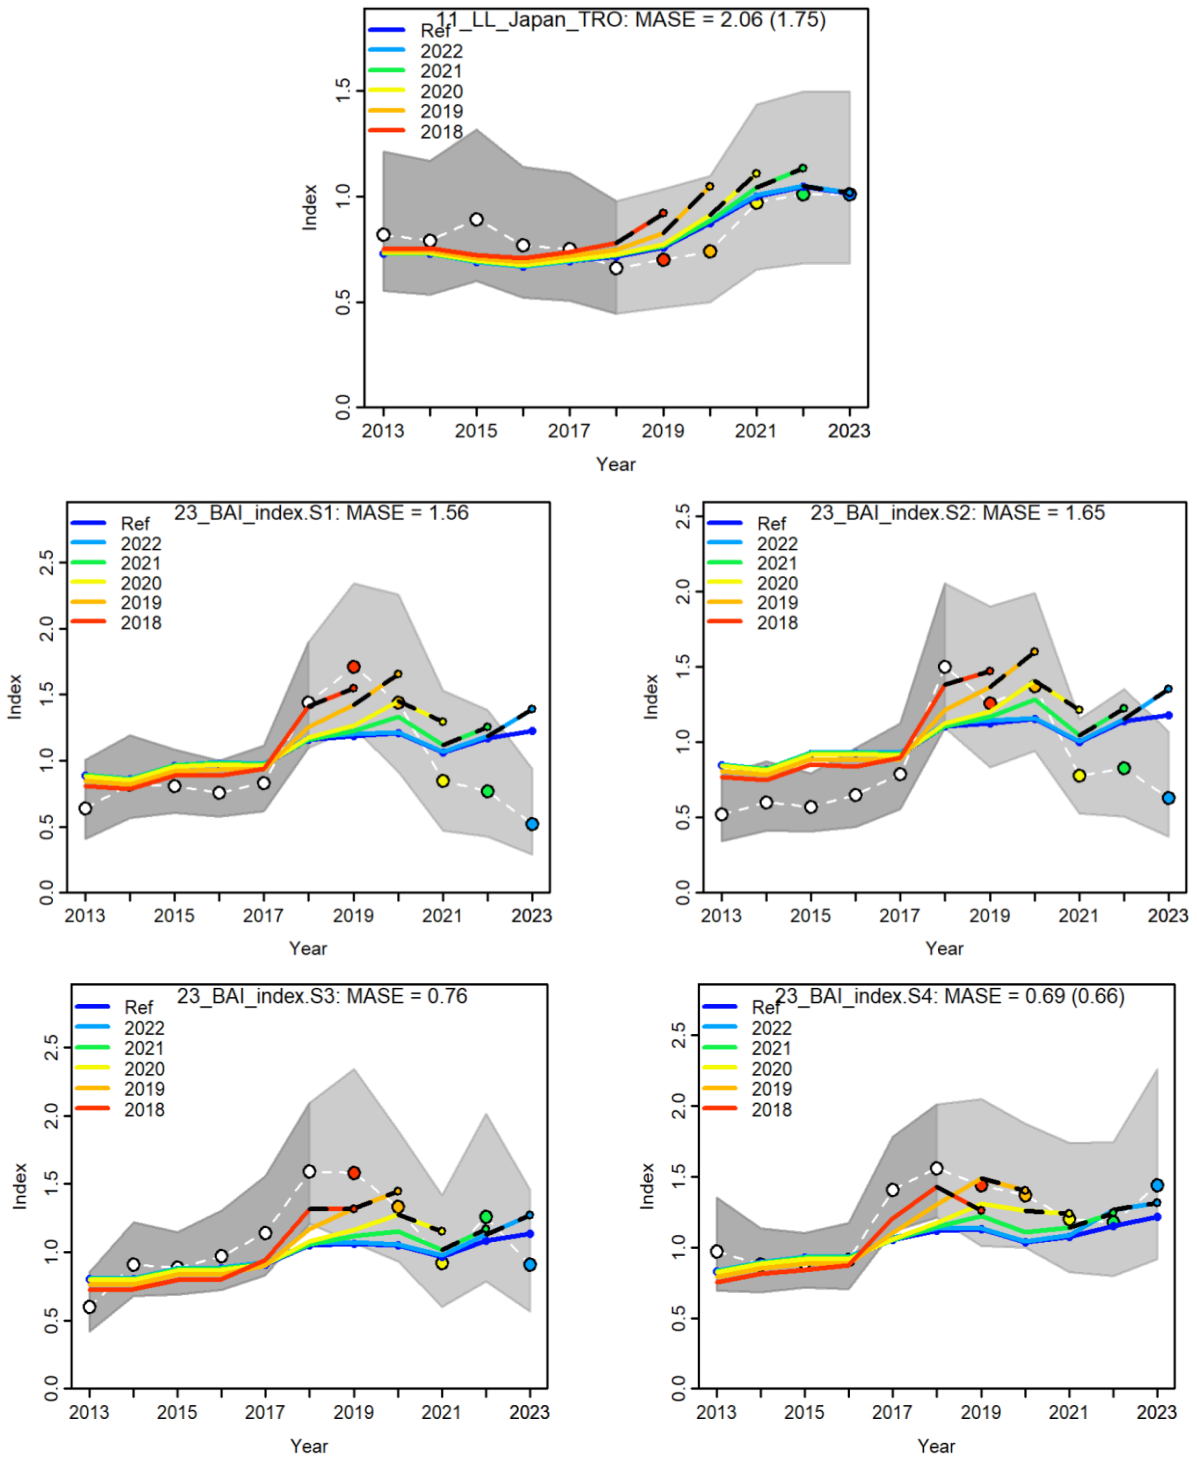 11_LL_Japan_TRO: MASE = 2.06 (1.75)
Ref
2022
2021
2020
2019
2018
Index
0.0 0.5 1.0 1.5
2013 2015 2017 2019 2021 2023
Year
23_BAI_index.S1: MASE = 1.56
Ref
2022
2021
2020
2019
2018
Index
0.0 0.5 1.0 1.5 2.0 2.5
2013 2015 2017 2019 2021 2023
Year
23_BAI_index.S2: MASE = 1.65
Ref
2022
2021
2020
2019
2018
Index
0.0 0.5 1.0 1.5 2.0 2.5
2013 2015 2017 2019 2021 2023
Year
23_BAI_index.S3: MASE = 0.76
Ref
2022
2021
2020
2019
2018
Index
0.0 0.5 1.0 1.5 2.0 2.5
2013 2015 2017 2019 2021 2023
Year
23_BAI_index.S4: MASE = 0.69 (0.66)
Ref
2022
2021
2020
2019
2018
Index
0.0 0.5 1.0 1.5 2.0 2.5
2013 2015 2017 2019 2021 2023
Year